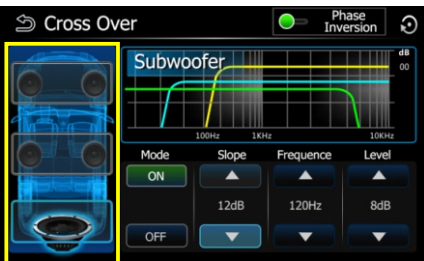 Cross Over
Phase
Inversion
Subwoofer
dB
00
100Hz 1KHz 10KHz
Mode Slope Frequence Level
ON
12dB 120Hz 8dB
OFF